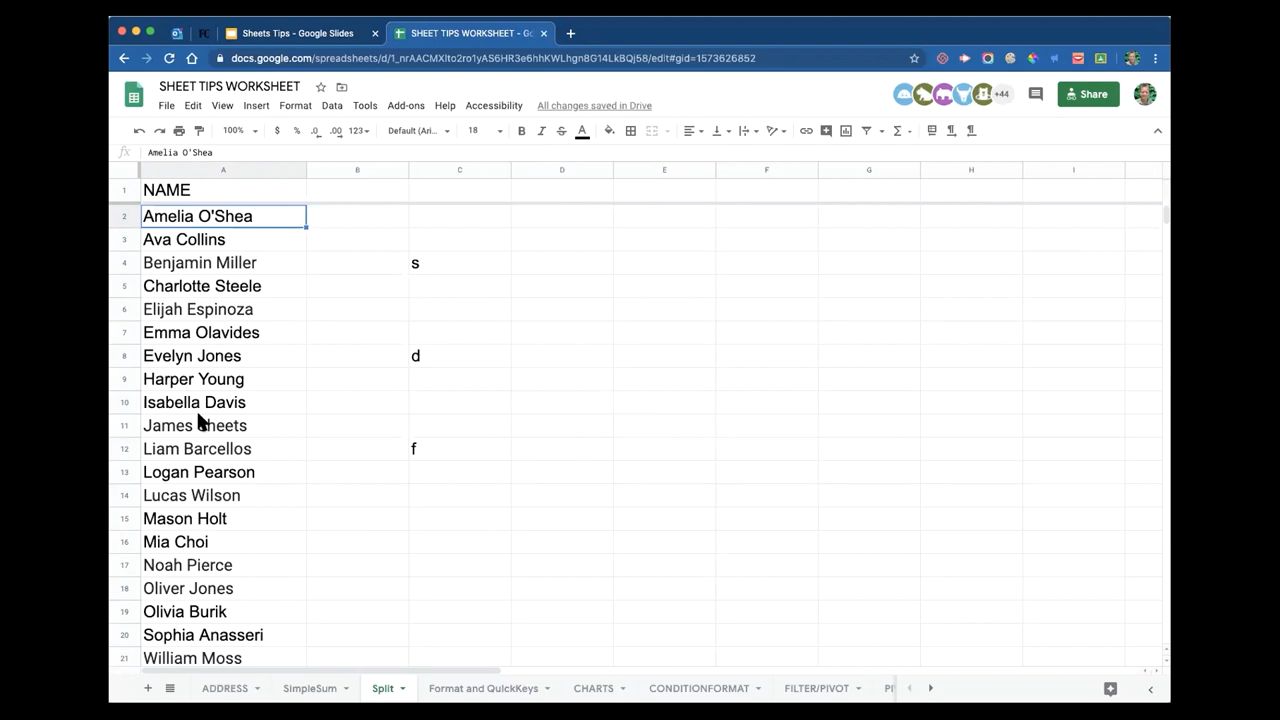 Sheets Tips - Google Slides
SHEET TIPS WORKSHEET - Go
docs.google.com/spreadsheets/d/1_nrAACMXIto2ro1yAS6HR3e6hhKWLhgn8G14LkBQj58/edit#gid=1573626852
SHEET TIPS WORKSHEET
File Edit View Insert Format Data Tools Add-ons Help Accessibility All changes saved in Drive
+44
Share
100% $ % .0 .00 123 Default (Ari... 18 B I S A
fx Amelia O'Shea
A B C D E F G H I
1 NAME
2 Amelia O'Shea
3 Ava Collins
4 Benjamin Miller s
5 Charlotte Steele
6 Elijah Espinoza
7 Emma Olavides
8 Evelyn Jones d
9 Harper Young
10 Isabella Davis
11 James Sheets
12 Liam Barcellos f
13 Logan Pearson
14 Lucas Wilson
15 Mason Holt
16 Mia Choi
17 Noah Pierce
18 Oliver Jones
19 Olivia Burik
20 Sophia Anasseri
21 William Moss
ADDRESS SimpleSum Split Format and QuickKeys CHARTS CONDITIONFORMAT FILTER/PIVOT